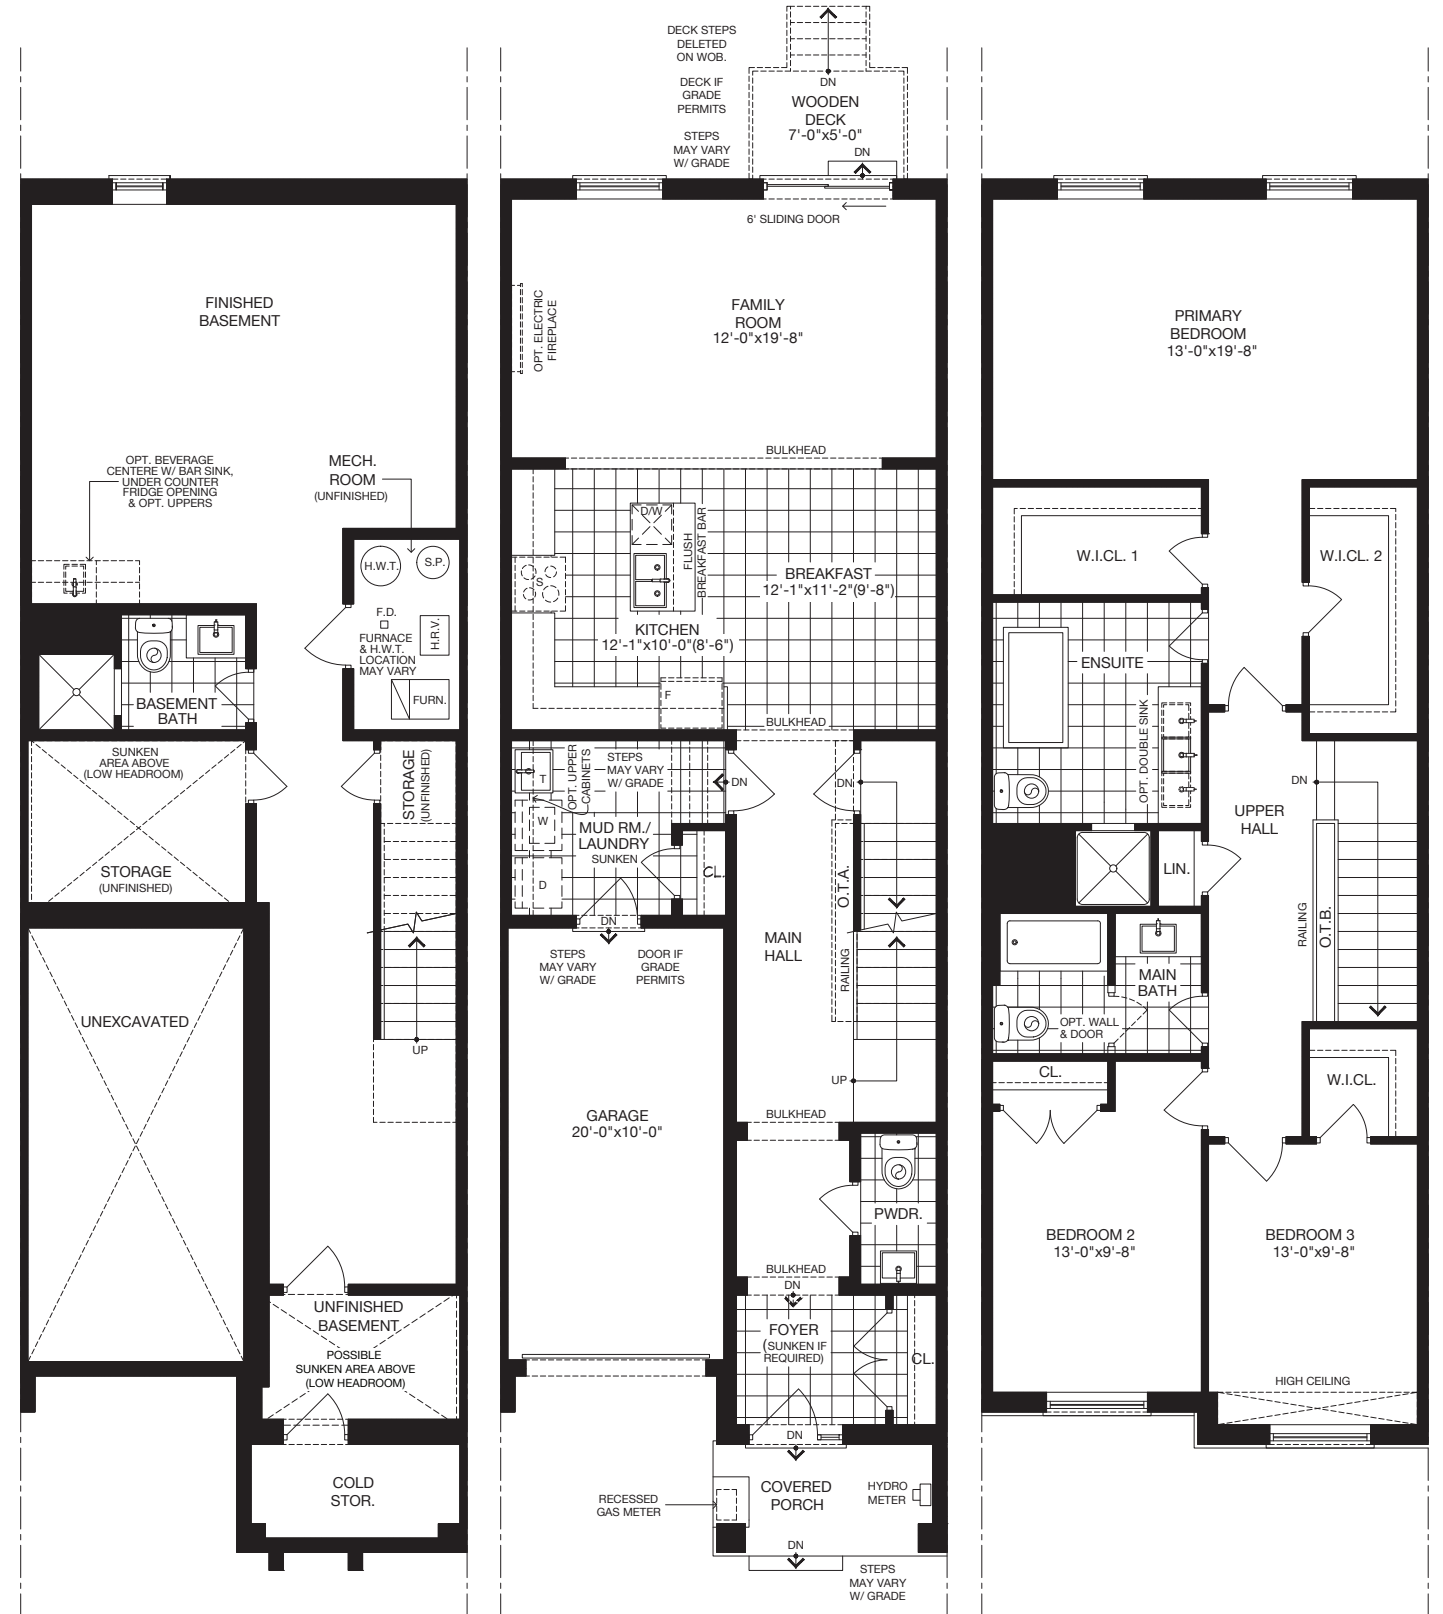 FINISHED
BASEMENT
OPT. BEVERAGE
CENTERE W/ BAR SINK,
UNDER COUNTER
FRIDGE OPENING
& OPT. UPPERS
MECH.
ROOM
(UNFINISHED)
H.W.T.
S.P.
F.D.
FURNACE
& H.W.T.
LOCATION
MAY VARY
H.R.V.
FURN.
BASEMENT
BATH
SUNKEN
AREA ABOVE
(LOW HEADROOM)
STORAGE
(UNFINISHED)
STORAGE
(UNFINISHED)
UNEXCAVATED
UP
UNFINISHED
BASEMENT
POSSIBLE
SUNKEN AREA ABOVE
(LOW HEADROOM)
COLD
STOR.
DECK STEPS
DELETED
ON WOB.
DECK IF
GRADE
PERMITS
STEPS
MAY VARY
W/ GRADE
DN
WOODEN
DECK
7'-0"x5'-0"
DN
6' SLIDING DOOR
OPT. ELECTRIC
FIREPLACE
FAMILY
ROOM
12'-0"x19'-8"
BULKHEAD
D/W
FLUSH
BREAKFAST BAR
S
BREAKFAST
12'-1"x11'-2"(9'-8")
KITCHEN
12'-1"x10'-0"(8'-6")
F
BULKHEAD
T
OPT. UPPER
CABINETS
STEPS
MAY VARY
W/ GRADE
DN
DN
W
MUD RM./
LAUNDRY
SUNKEN
D
CL.
O.T.A.
DN
STEPS
MAY VARY
W/ GRADE
DOOR IF
GRADE
PERMITS
MAIN
HALL
RAILING
UP
GARAGE
20'-0"x10'-0"
BULKHEAD
PWDR.
BULKHEAD
DN
FOYER
(SUNKEN IF
REQUIRED)
CL.
DN
RECESSED
GAS METER
COVERED
PORCH
HYDRO
METER
DN
STEPS
MAY VARY
W/ GRADE
PRIMARY
BEDROOM
13'-0"x19'-8"
W.I.CL. 1
W.I.CL. 2
ENSUITE
OPT. DOUBLE SINK
DN
UPPER
HALL
LIN.
RAILING
O.T.B.
MAIN
BATH
OPT. WALL
& DOOR
CL.
W.I.CL.
BEDROOM 2
13'-0"x9'-8"
BEDROOM 3
13'-0"x9'-8"
HIGH CEILING